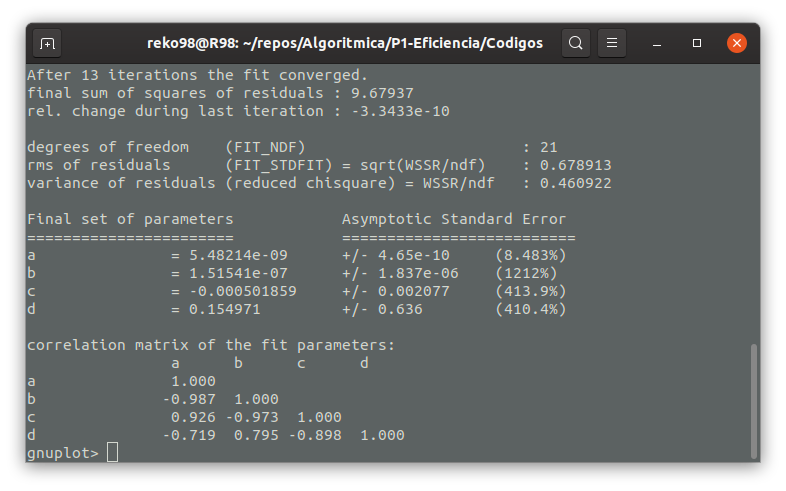 reko98@R98: ~/repos/Algoritmica/P1-Eficiencia/Codigos
After 13 iterations the fit converged.
final sum of squares of residuals : 9.67937
rel. change during last iteration : -3.3433e-10
degrees of freedom    (FIT_NDF)                        : 21
rms of residuals      (FIT_STDFIT) = sqrt(WSSR/ndf)    : 0.678913
variance of residuals (reduced chisquare) = WSSR/ndf   : 0.460922
Final set of parameters            Asymptotic Standard Error
=======================            ==========================
a               = 5.48214e-09      +/- 4.65e-10     (8.483%)
b               = 1.51541e-07      +/- 1.837e-06    (1212%)
c               = -0.000501859     +/- 0.002077     (413.9%)
d               = 0.154971         +/- 0.636        (410.4%)
correlation matrix of the fit parameters:
                a      b      c      d
a               1.000
b              -0.987  1.000
c               0.926 -0.973  1.000
d              -0.719  0.795 -0.898  1.000
gnuplot>